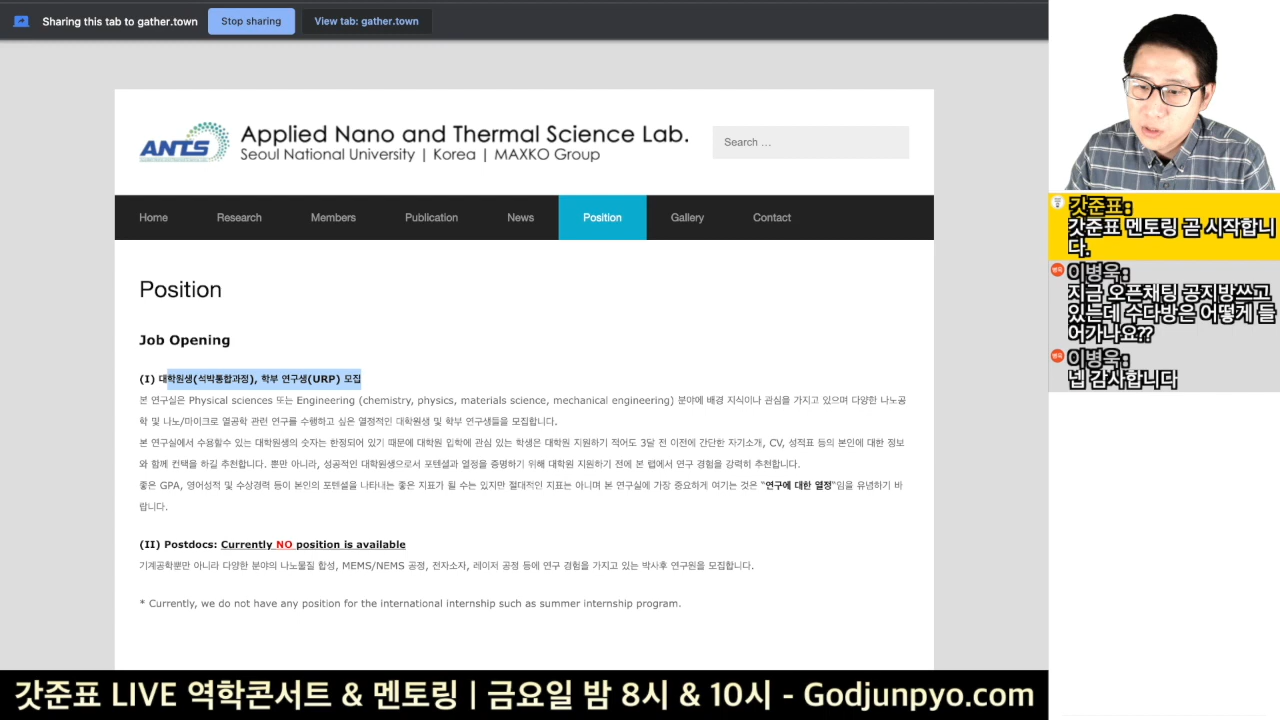 Sharing this tab to gather.town
Stop sharing
View tab: gather.town
ANTS
Applied Nano and Thermal Science Lab.
Seoul National University | Korea | MAXKO Group
Search …
Home
Research
Members
Publication
News
Position
Gallery
Contact
Position
Job Opening
(I) 대학원생(석박통합과정), 학부 연구생(URP) 모집
본 연구실은 Physical sciences 또는 Engineering (chemistry, physics, materials science, mechanical engineering) 분야에 배경 지식이나 관심을 가지고 있으며 다양한 나노공
학 및 나노/마이크로 열공학 관련 연구를 수행하고 싶은 열정적인 대학원생 및 학부 연구생들을 모집합니다.
본 연구실에서 수용할수 있는 대학원생의 숫자는 한정되어 있기 때문에 대학원 입학에 관심 있는 학생은 대학원 지원하기 적어도 3달 전 이전에 간단한 자기소개, CV, 성적표 등의 본인에 대한 정보
와 함께 컨택을 하길 추천합니다. 뿐만 아니라, 성공적인 대학원생으로서 포텐셜과 열정을 증명하기 위해 대학원 지원하기 전에 본 랩에서 연구 경험을 강력히 추천합니다.
좋은 GPA, 영어성적 및 수상경력 등이 본인의 포텐셜을 나타내는 좋은 지표가 될 수는 있지만 절대적인 지표는 아니며 본 연구실에 가장 중요하게 여기는 것은 “연구에 대한 열정“임을 유념하기 바
랍니다.
(II) Postdocs: Currently NO position is available
기계공학뿐만 아니라 다양한 분야의 나노물질 합성, MEMS/NEMS 공정, 전자소자, 레이저 공정 등에 연구 경험을 가지고 있는 박사후 연구원을 모집합니다.
* Currently, we do not have any position for the international internship such as summer internship program.
갓준표:
갓준표 멘토링 곧 시작합니
다.
이병욱:
지금 오픈채팅 공지방쓰고
있는데 수다방은 어떻게 들
어가나요??
이병욱:
넵 감사합니다
갓준표 LIVE 역학콘서트 & 멘토링 | 금요일 밤 8시 & 10시 - Godjunpyo.com